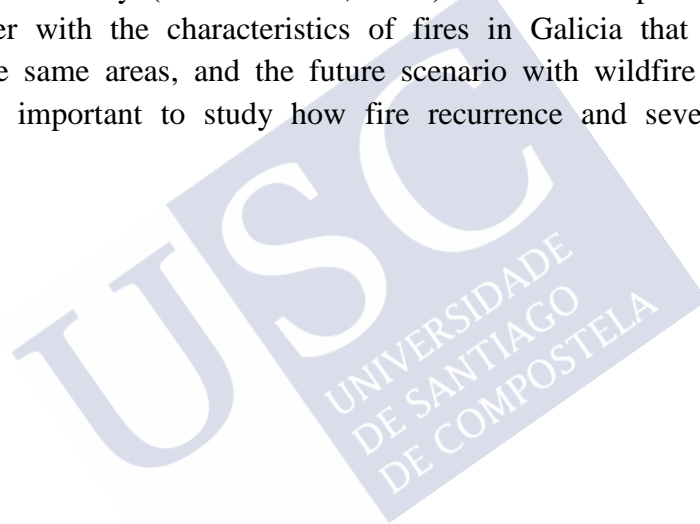 er with the characteristics of fires in Galicia that
e same areas, and the future scenario with wildfire
important to study how fire recurrence and seve
USC
UNIVERSIDADE
DE SANTIAGO
DE COMPOSTELA